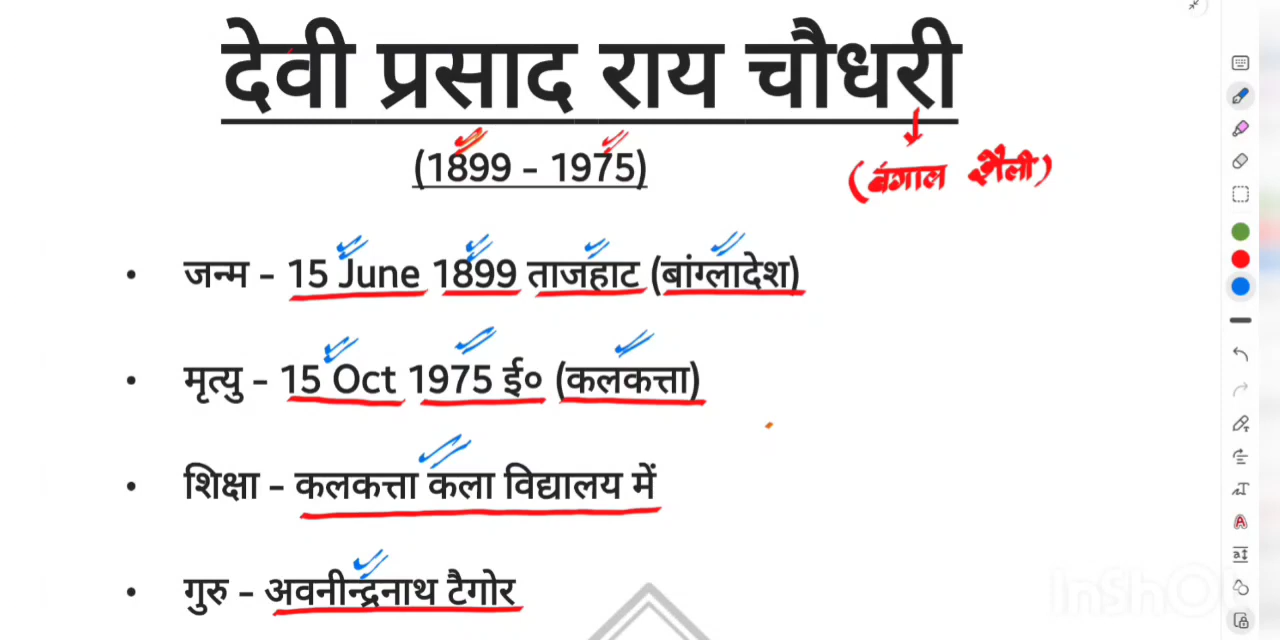 देवी प्रसाद राय चौधरी
(1899 - 1975)
(बंगाल शैली)
• जन्म - 15 June 1899 ताजहाट (बांग्लादेश)
• मृत्यु - 15 Oct 1975 ई० (कलकत्ता)
• शिक्षा - कलकत्ता कला विद्यालय में
• गुरु - अवनीन्द्रनाथ टैगोर